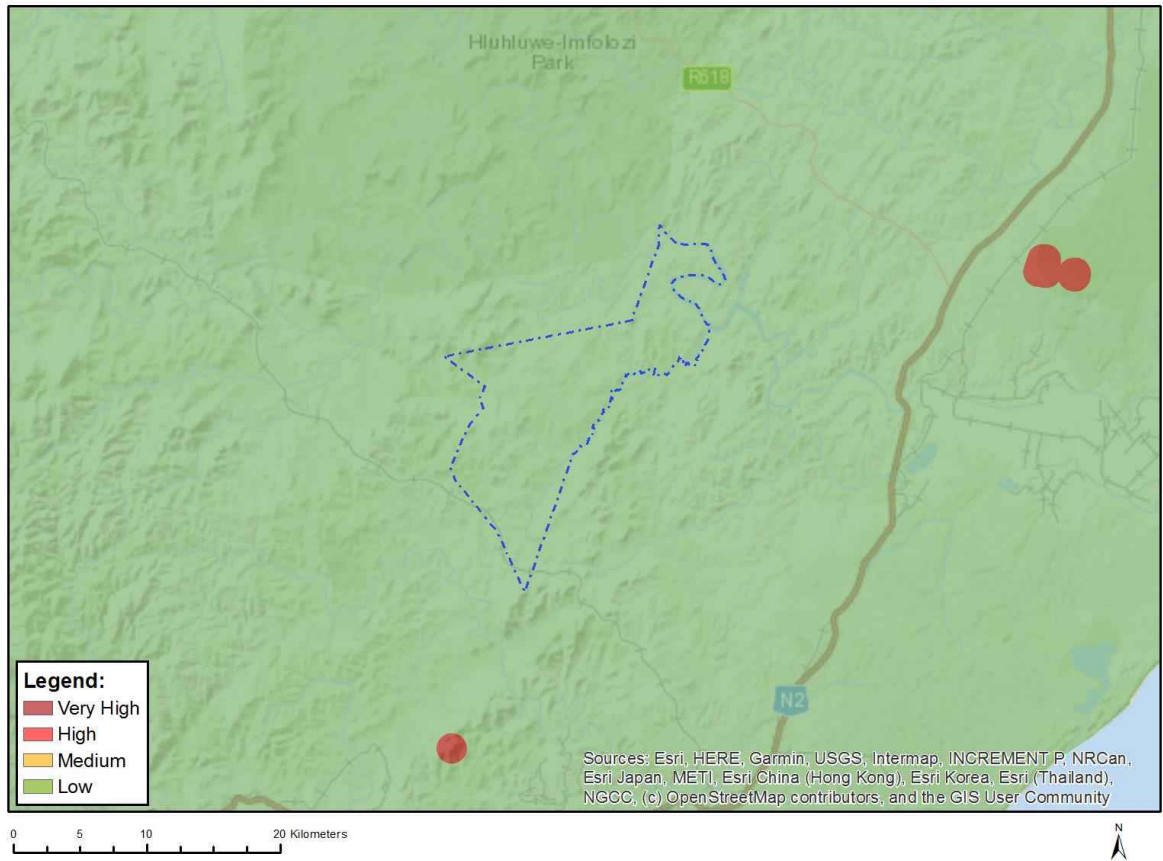 Hluhluwe-Imfolozi
Park
R618
N2
Legend:
Very High
High
Medium
Low
Sources: Esri, HERE, Garmin, USGS, Intermap, INCREMENT P, NRCan,
Esri Japan, METI, Esri China (Hong Kong), Esri Korea, Esri (Thailand),
NGCC, (c) OpenStreetMap contributors, and the GIS User Community
0 5 10 20 Kilometers
N